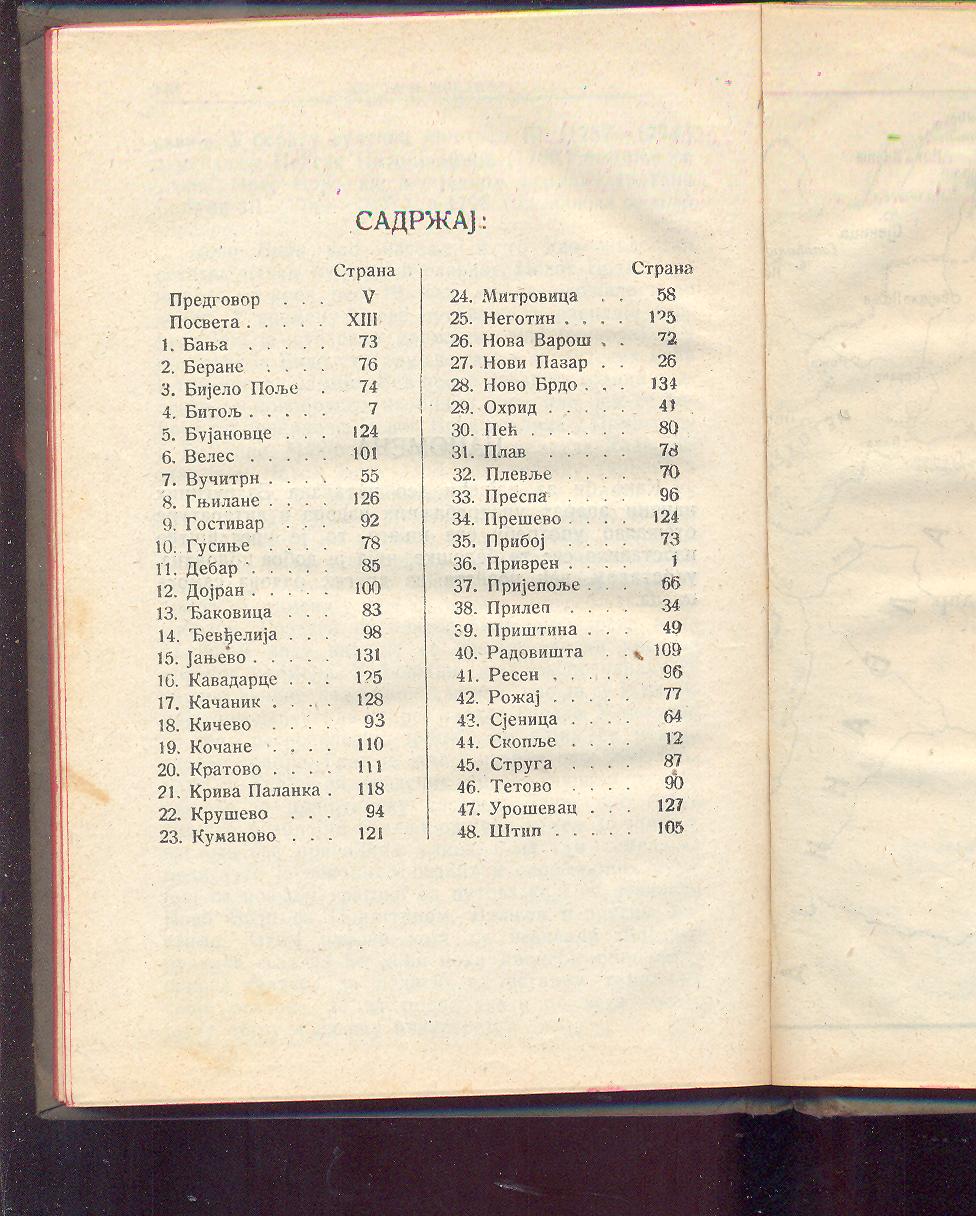 САДРЖАЈ:
Страна
Предговор . . . V
Посвета . . . . . XIII
1. Бања . . . . . 73
2. Беране . . . . 76
3. Бијело Поље . 74
4. Битољ . . . . . 7
5. Бујановце . . . 124
6. Велес . . . . . 101
7. Вучитрн . . . . 55
8. Гњилане . . . . 126
9. Гостивар . . . . 92
10. Гусиње . . . . 78
11. Дебар . . . . . 85
12. Дојран . . . . . 100
13. Ђаковица . . . 83
14. Ђевђелија . . . 98
15. Јањево . . . . . 131
16. Кавадарце . . . 125
17. Качаник . . . . 128
18. Кичево . . . . 93
19. Кочане . . . . 110
20. Кратово . . . . 111
21. Крива Паланка . 118
22. Крушево . . . 94
23. Куманово . . . 121
Страна
24. Митровица . . 58
25. Неготин . . . . 125
26. Нова Варош . . 72
27. Нови Пазар . . 26
28. Ново Брдо . . . 134
29. Охрид . . . . . 41
30. Пећ . . . . . . 80
31. Плав . . . . . 78
32. Плевље . . . . 70
33. Преспа . . . . 96
34. Прешево . . . . 124
35. Прибој . . . . 73
36. Призрен . . . . 1
37. Пријепоље . . . 66
38. Прилеп . . . . 34
39. Приштина . . . 49
40. Радовишта . . 109
41. Ресен . . . . . 96
42. Рожај . . . . . 77
43. Сјеница . . . . 64
44. Скопље . . . . 12
45. Струга . . . . 87
46. Тетово . . . . 90
47. Урошевац . . . 127
48. Штип . . . . . 105